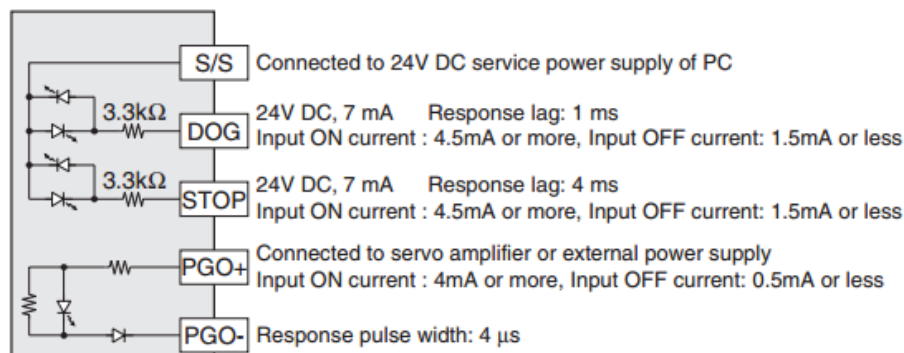 S/S Connected to 24V DC service power supply of PC
3.3kΩ 24V DC, 7 mA Response lag: 1 ms
DOG Input ON current : 4.5mA or more, Input OFF current: 1.5mA or less
3.3kΩ 24V DC, 7 mA Response lag: 4 ms
STOP Input ON current : 4.5mA or more, Input OFF current: 1.5mA or less
Connected to servo amplifier or external power supply
PGO+ Input ON current : 4mA or more, Input OFF current: 0.5mA or less
PGO- Response pulse width: 4 μs